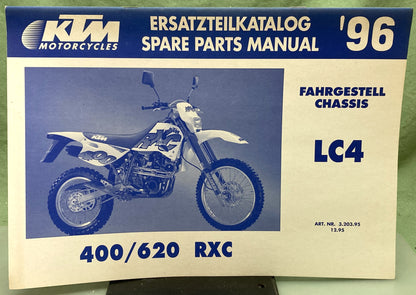 KTM
MOTORCYCLES
ERSATZTEILKATALOG
SPARE PARTS MANUAL
'96
FAHRGESTELL
CHASSIS
LC4
KTM
ART. NR. 3.203.95
12.95
400/620 RXC